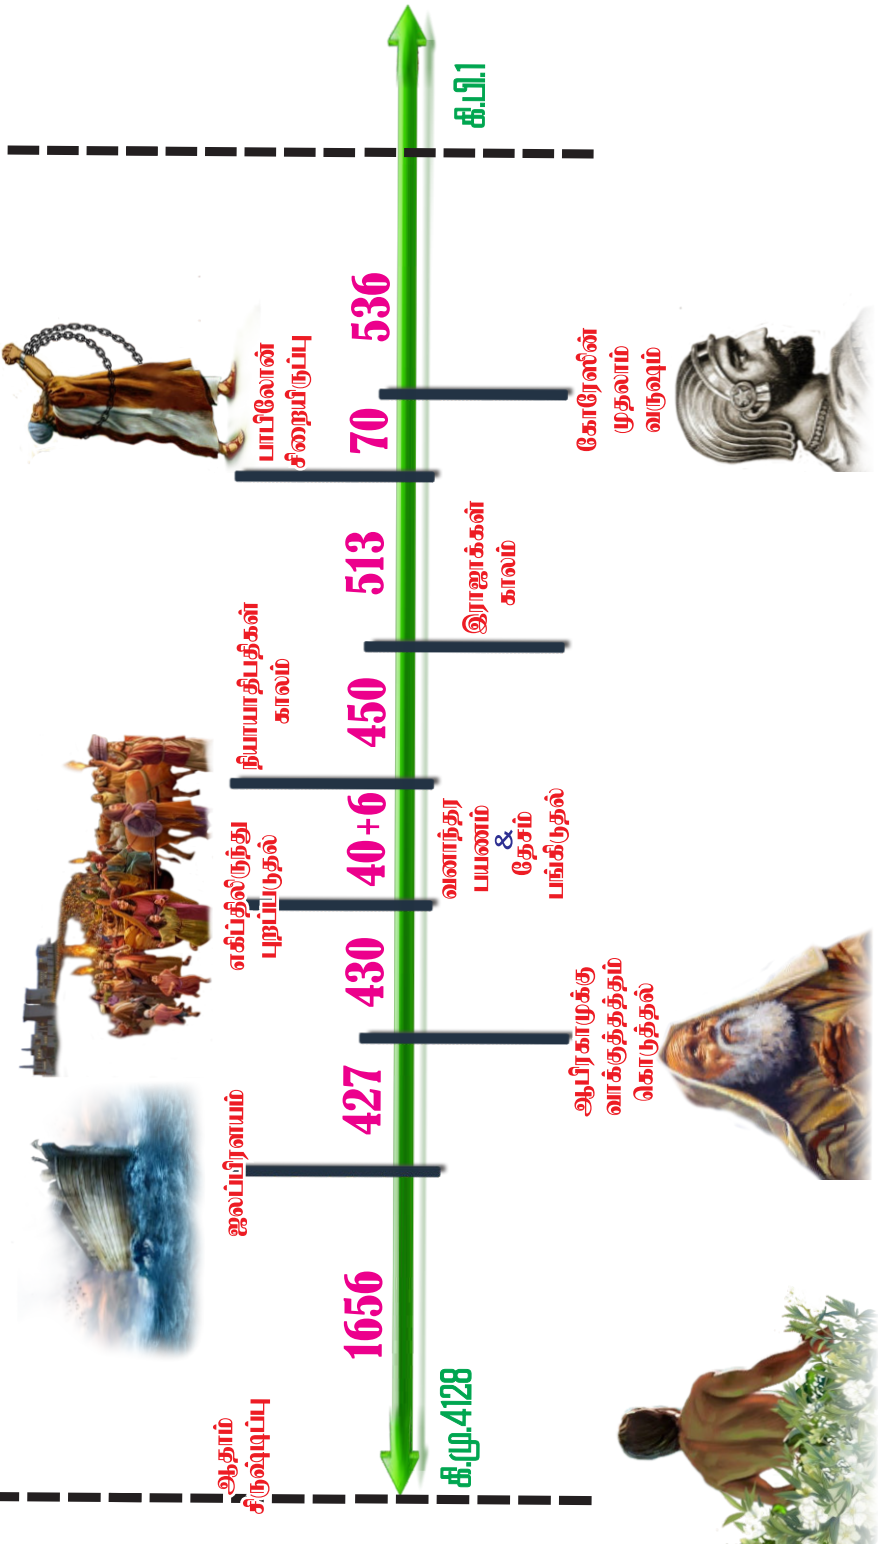 ஆதாம்
சிருஷ்டிப்பு
ஜலப்பிரளயம்
எகிப்திலிருந்து
புறப்படுதல்
நியாயாதிபதிகள்
காலம்
பாபிலோன்
சிறையிருப்பு
1656
427
430
40+6
450
513
70
536
கி.மு.4128
வனாந்தர
பயணம்
&
தேசம்
பங்கிடுதல்
இராஜாக்கள்
காலம்
கி.பி.1
ஆபிரகாமுக்கு
வாக்குத்தத்தம்
கொடுத்தல்
கோரேஸின்
முதலாம்
வருஷம்